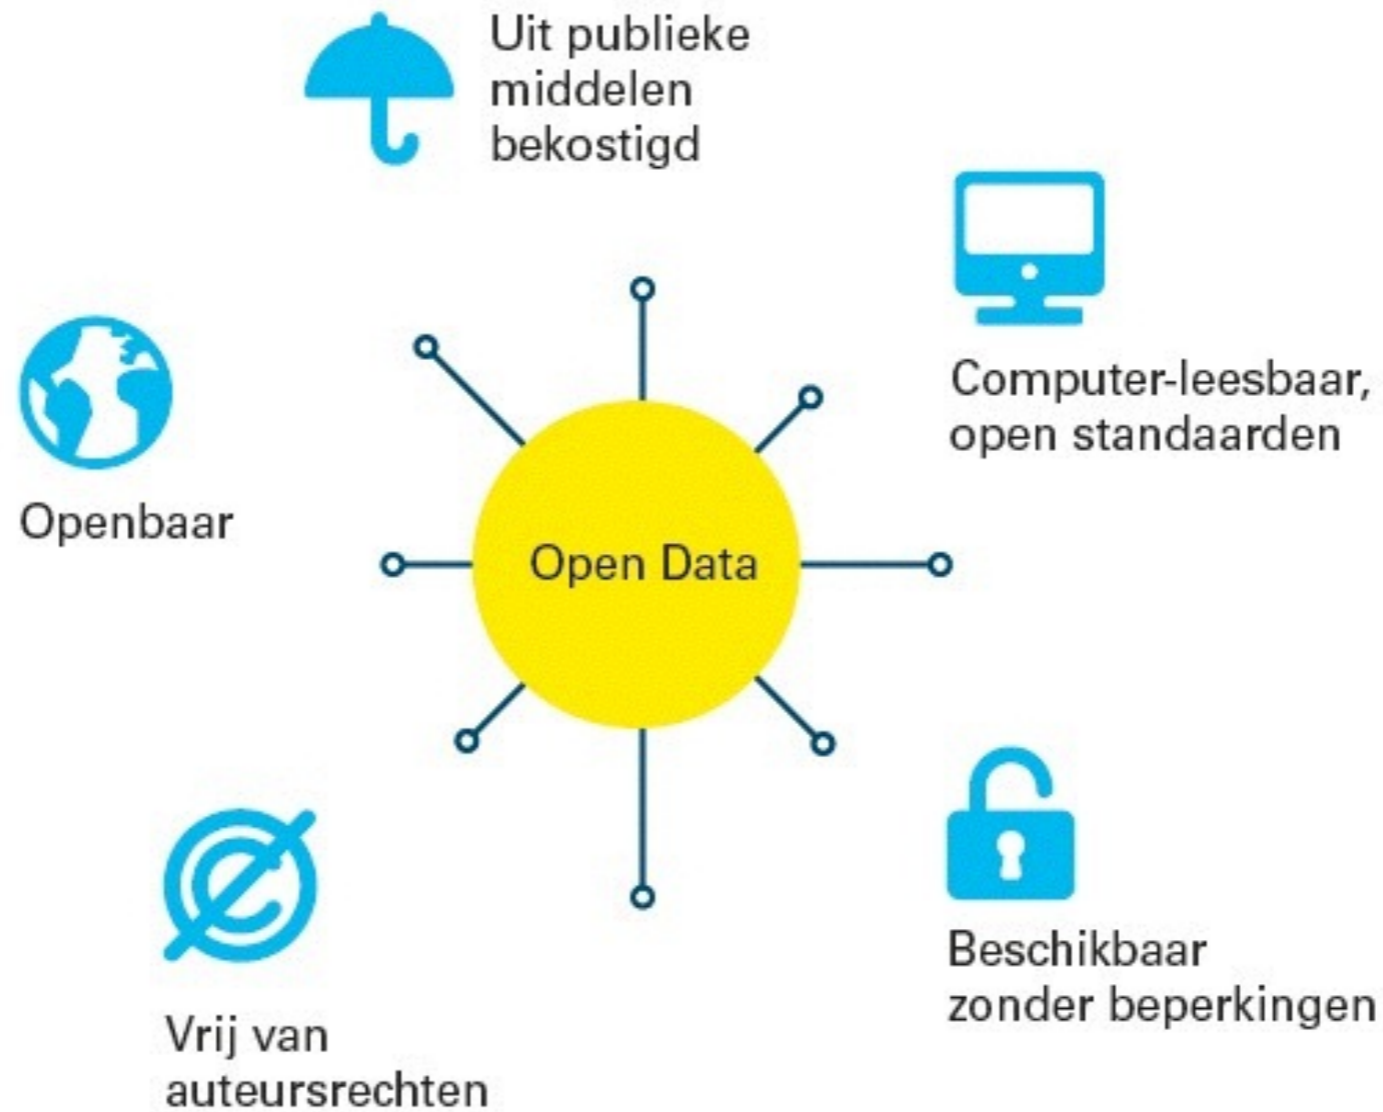 Uit publieke
middelen
bekostigd
Computer-leesbaar,
open standaarden
Openbaar
Open Data
Beschikbaar
zonder beperkingen
Vrij van
auteursrechten